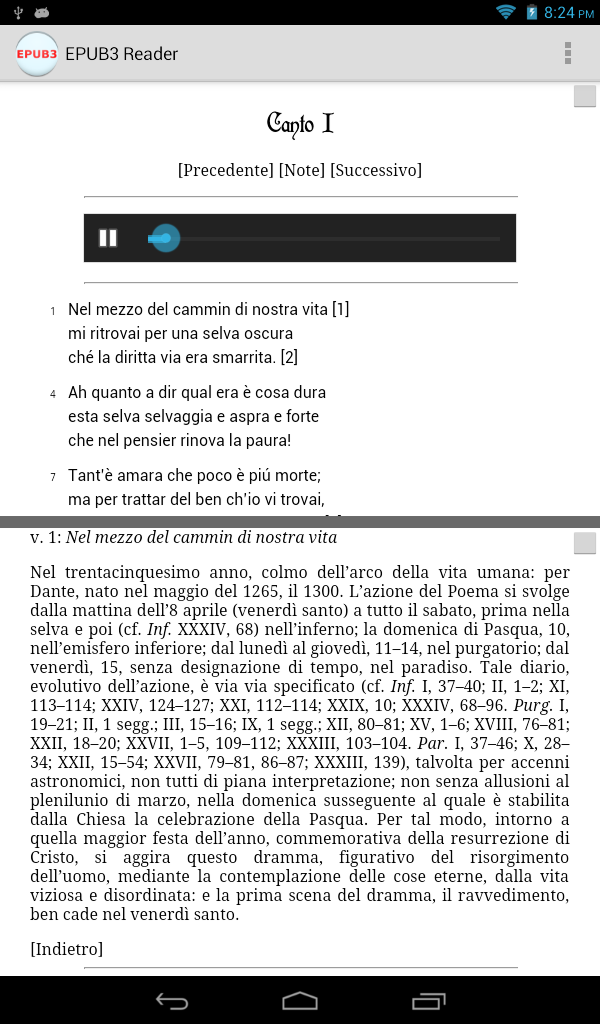 8:24 PM
EPUB3 EPUB3 Reader
Canto I
[Precedente] [Note] [Successivo]
1 Nel mezzo del cammin di nostra vita [1]
mi ritrovai per una selva oscura
ché la diritta via era smarrita. [2]
4 Ah quanto a dir qual era è cosa dura
esta selva selvaggia e aspra e forte
che nel pensier rinova la paura!
7 Tant'è amara che poco è piú morte;
ma per trattar del ben ch'io vi trovai,
v. 1: Nel mezzo del cammin di nostra vita
Nel trentacinquesimo anno, colmo dell'arco della vita umana: per
Dante, nato nel maggio del 1265, il 1300. L'azione del Poema si svolge
dalla mattina dell'8 aprile (venerdì santo) a tutto il sabato, prima nella
selva e poi (cf. Inf. XXXIV, 68) nell'inferno; la domenica di Pasqua, 10,
nell'emisfero inferiore; dal lunedì al giovedì, 11–14, nel purgatorio; dal
venerdì, 15, senza designazione di tempo, nel paradiso. Tale diario,
evolutivo dell'azione, è via via specificato (cf. Inf. I, 37–40; II, 1–2; XI,
113–114; XXIV, 124–127; XXI, 112–114; XXIX, 10; XXXIV, 68–96. Purg. I,
19–21; II, 1 segg.; III, 15–16; IX, 1 segg.; XII, 80–81; XV, 1–6; XVIII, 76–81;
XXII, 18–20; XXVII, 1–5, 109–112; XXXIII, 103–104. Par. I, 37–46; X, 28–
34; XXII, 15–54; XXVII, 79–81, 86–87; XXXIII, 139), talvolta per accenni
astronomici, non tutti di piana interpretazione; non senza allusioni al
plenilunio di marzo, nella domenica susseguente al quale è stabilita
dalla Chiesa la celebrazione della Pasqua. Per tal modo, intorno a
quella maggior festa dell'anno, commemorativa della resurrezione di
Cristo, si aggira questo dramma, figurativo del risorgimento
dell'uomo, mediante la contemplazione delle cose eterne, dalla vita
viziosa e disordinata: e la prima scena del dramma, il ravvedimento,
ben cade nel venerdì santo.
[Indietro]